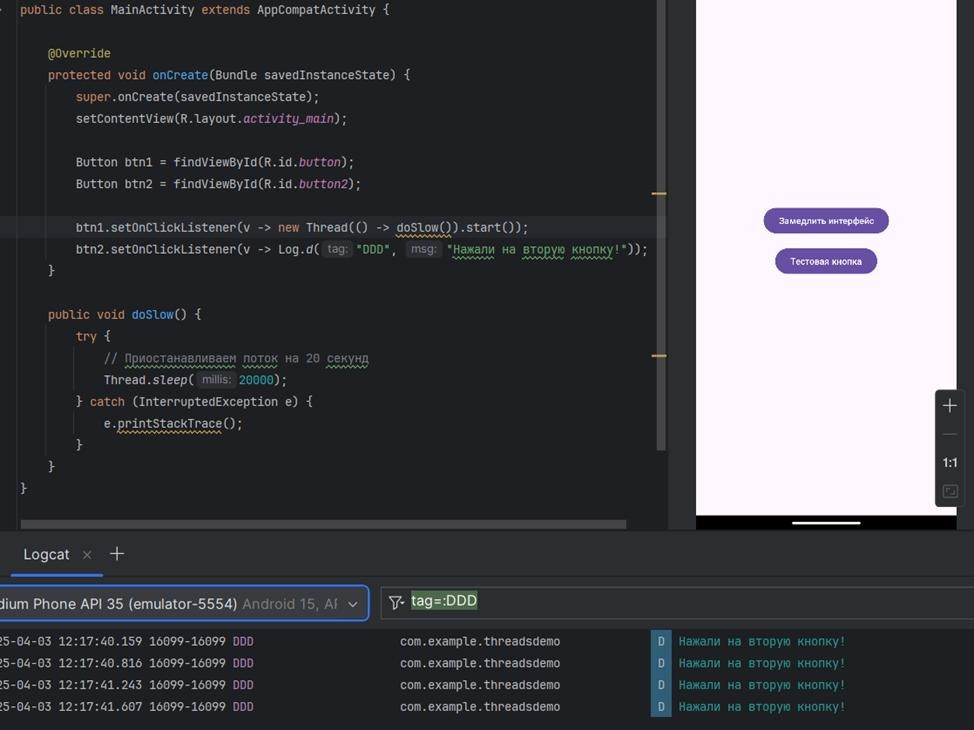 public class MainActivity extends AppCompatActivity {
@Override
protected void onCreate(Bundle savedInstanceState) {
super.onCreate(savedInstanceState);
setContentView(R.layout.activity_main);
Button btn1 = findViewById(R.id.button);
Button btn2 = findViewById(R.id.button2);
btn1.setOnClickListener(v -> new Thread(() -> doSlow()).start());
btn2.setOnClickListener(v -> Log.d( tag: "DDD", msg: "Нажали на вторую кнопку!"));
}
public void doSlow() {
try {
// Приостанавливаем поток на 20 секунд
Thread.sleep( millis: 20000);
} catch (InterruptedException e) {
e.printStackTrace();
}
}
}
Замедлить интерфейс
Тестовая кнопка
1:1
Logcat
dium Phone API 35 (emulator-5554) Android 15, AF
tag=:DDD
25-04-03 12:17:40.159 16099-16099 DDD com.example.threadsdemo D Нажали на вторую кнопку!
25-04-03 12:17:40.816 16099-16099 DDD com.example.threadsdemo D Нажали на вторую кнопку!
25-04-03 12:17:41.243 16099-16099 DDD com.example.threadsdemo D Нажали на вторую кнопку!
25-04-03 12:17:41.607 16099-16099 DDD com.example.threadsdemo D Нажали на вторую кнопку!